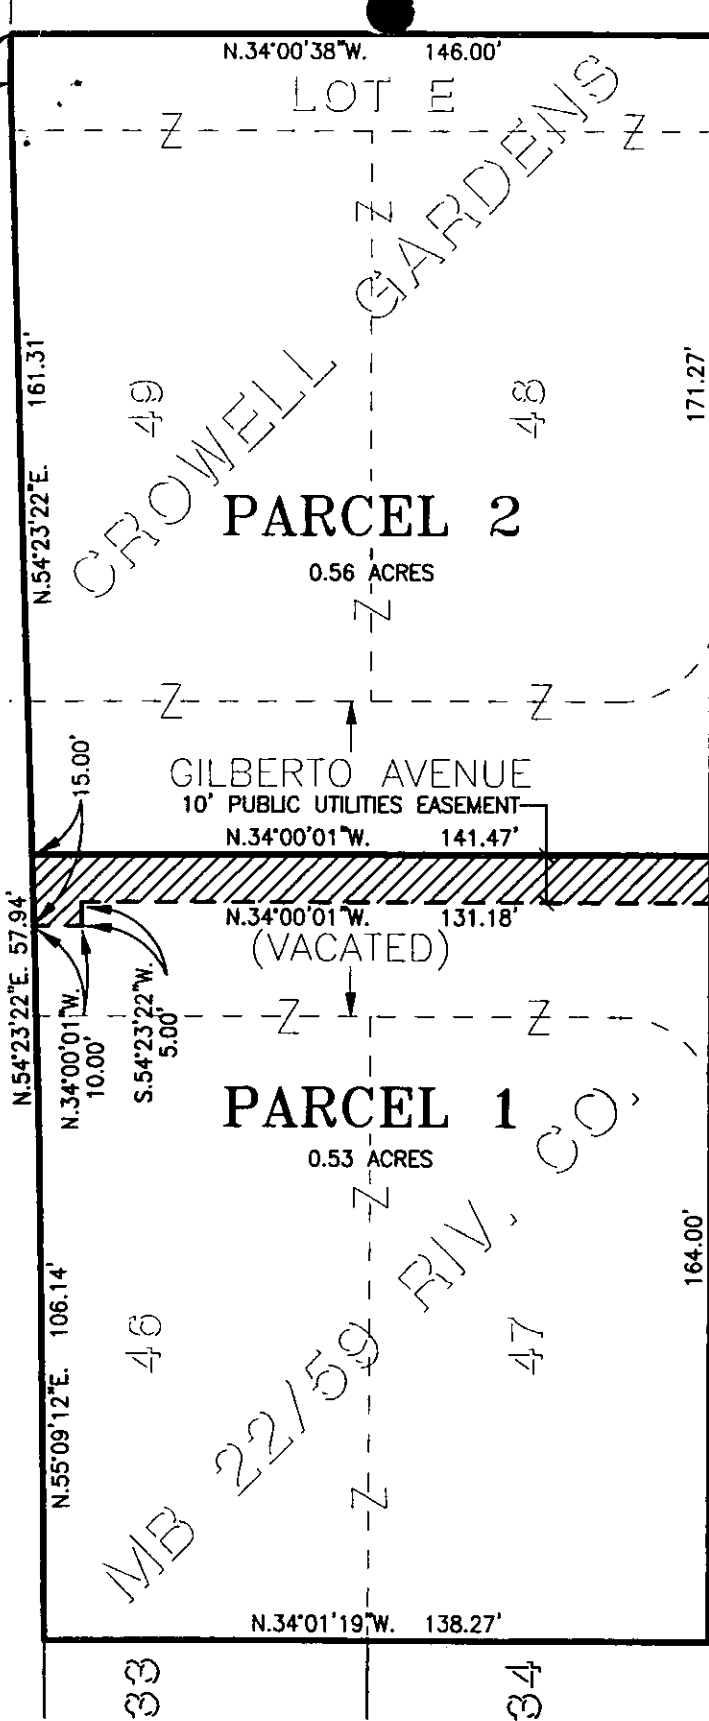 N.34°00'38"W. 146.00'
LOT E
CROWELL GARDENS
N.54°23'22"E. 161.31'
49
48
171.27'
PARCEL 2
0.56 ACRES
GILBERTO AVENUE
10' PUBLIC UTILITIES EASEMENT
15.00'
N.34°00'01"W. 141.47'
N.34°00'01"W. 131.18'
(VACATED)
N.54°23'22"E. 57.94'
N.34°00'01"W.
10.00'
S.54°23'22"W.
5.00'
PARCEL 1
0.53 ACRES
MB 22/59 RIV. CO.
N.55°09'12"E. 106.14'
46
47
164.00'
N.34°01'19"W. 138.27'
33
34
Z
Z
Z
Z
Z
Z
Z
Z
Z
Z